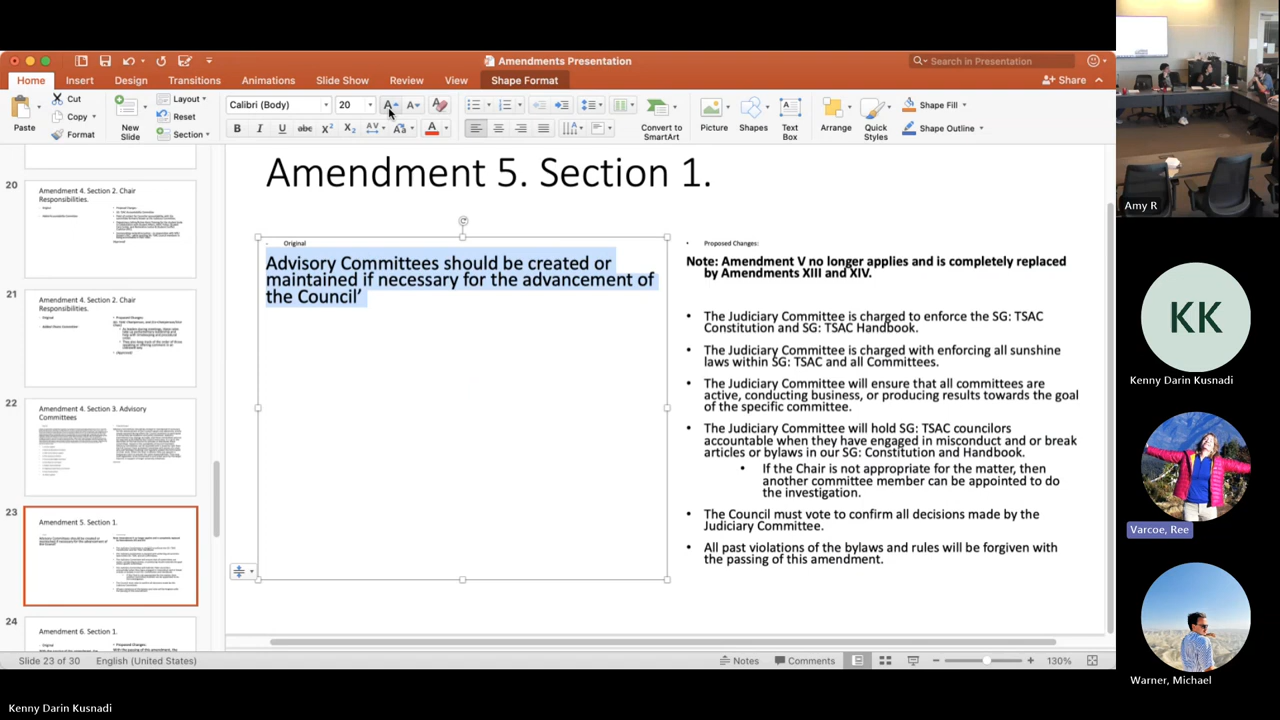 Amendments Presentation
Search in Presentation
Home Insert Design Transitions Animations Slide Show Review View Shape Format
Share
Cut
Copy
Format
Paste
New Slide
Layout
Reset
Section
Calibri (Body) 20
Convert to SmartArt
Picture
Shapes
Text Box
Arrange
Quick Styles
Shape Fill
Shape Outline
20
Amendment 4. Section 2. Chair
Responsibilities.
21
Amendment 4. Section 2. Chair
Responsibilities.
22
Amendment 4. Section 3. Advisory
Committees
23
Amendment 5. Section 1.
24
Amendment 6. Section 1.
Amendment 5. Section 1.
• Original
Advisory Committees should be created or
maintained if necessary for the advancement of
the Council’
• Proposed Changes:
Note: Amendment V no longer applies and is completely replaced
by Amendments XIII and XIV.
• The Judiciary Committee is charged to enforce the SG: TSAC
Constitution and SG: TSAC Handbook.
• The Judiciary Committee is charged with enforcing all sunshine
laws within SG: TSAC and all Committees.
• The Judiciary Committee will ensure that all committees are
active, conducting business, or producing results towards the goal
of the specific committee.
• The Judiciary Committee will hold SG: TSAC councilors
accountable when they have engaged in misconduct and or break
articles or bylaws in our SG: Constitution and Handbook.
If the Chair is not appropriate for the matter, then
another committee member can be appointed to do
the investigation.
• The Council must vote to confirm all decisions made by the
Judiciary Committee.
• All past violations of the bylaws and rules will be forgiven with
the passing of this amendment.
Slide 23 of 30 English (United States)
Notes Comments 130%
Kenny Darin Kusnadi
Amy R
KK
Kenny Darin Kusnadi
Varcoe, Ree
Warner, Michael